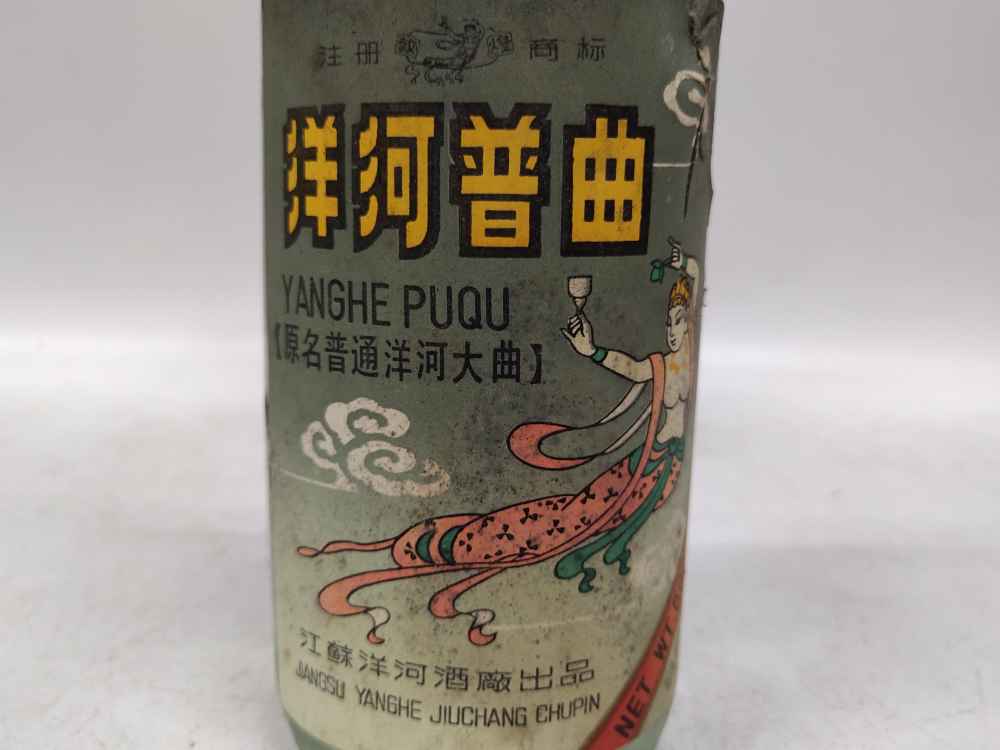 注册 商标
洋河普曲
YANGHE PUQU
【原名普通洋河大曲】
江蘇洋河酒廠出品
JIANGSU YANGHE JIUCHANG CHUPIN
NET WT